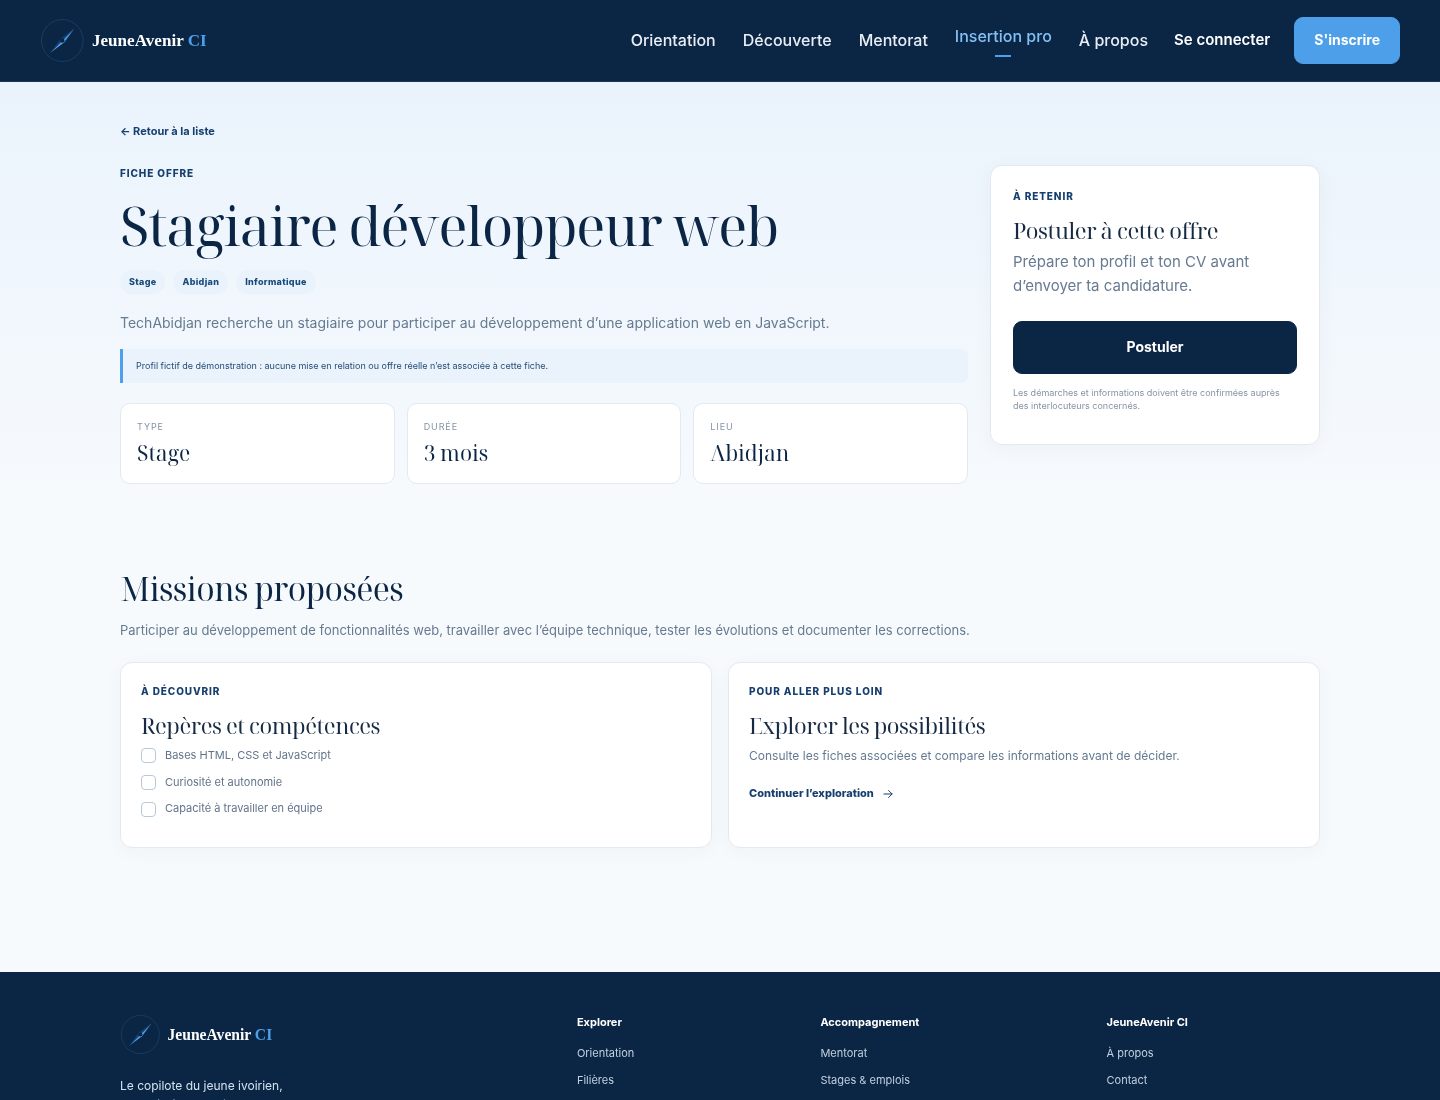 JeuneAvenir CI
Orientation
Découverte
Mentorat
Insertion pro
À propos
Se connecter
S'inscrire
← Retour à la liste
FICHE OFFRE
Stagiaire développeur web
Stage
Abidjan
Informatique
TechAbidjan recherche un stagiaire pour participer au développement d’une application web en JavaScript.
Profil fictif de démonstration : aucune mise en relation ou offre réelle n’est associée à cette fiche.
TYPE
Stage
DURÉE
3 mois
LIEU
Abidjan
À RETENIR
Postuler à cette offre
Prépare ton profil et ton CV avant
d’envoyer ta candidature.
Postuler
Les démarches et informations doivent être confirmées auprès
des interlocuteurs concernés.
Missions proposées
Participer au développement de fonctionnalités web, travailler avec l’équipe technique, tester les évolutions et documenter les corrections.
À DÉCOUVRIR
Repères et compétences
Bases HTML, CSS et JavaScript
Curiosité et autonomie
Capacité à travailler en équipe
POUR ALLER PLUS LOIN
Explorer les possibilités
Consulte les fiches associées et compare les informations avant de décider.
Continuer l’exploration →
JeuneAvenir CI
Le copilote du jeune ivoirien,
Explorer
Orientation
Filières
Accompagnement
Mentorat
Stages & emplois
JeuneAvenir CI
À propos
Contact